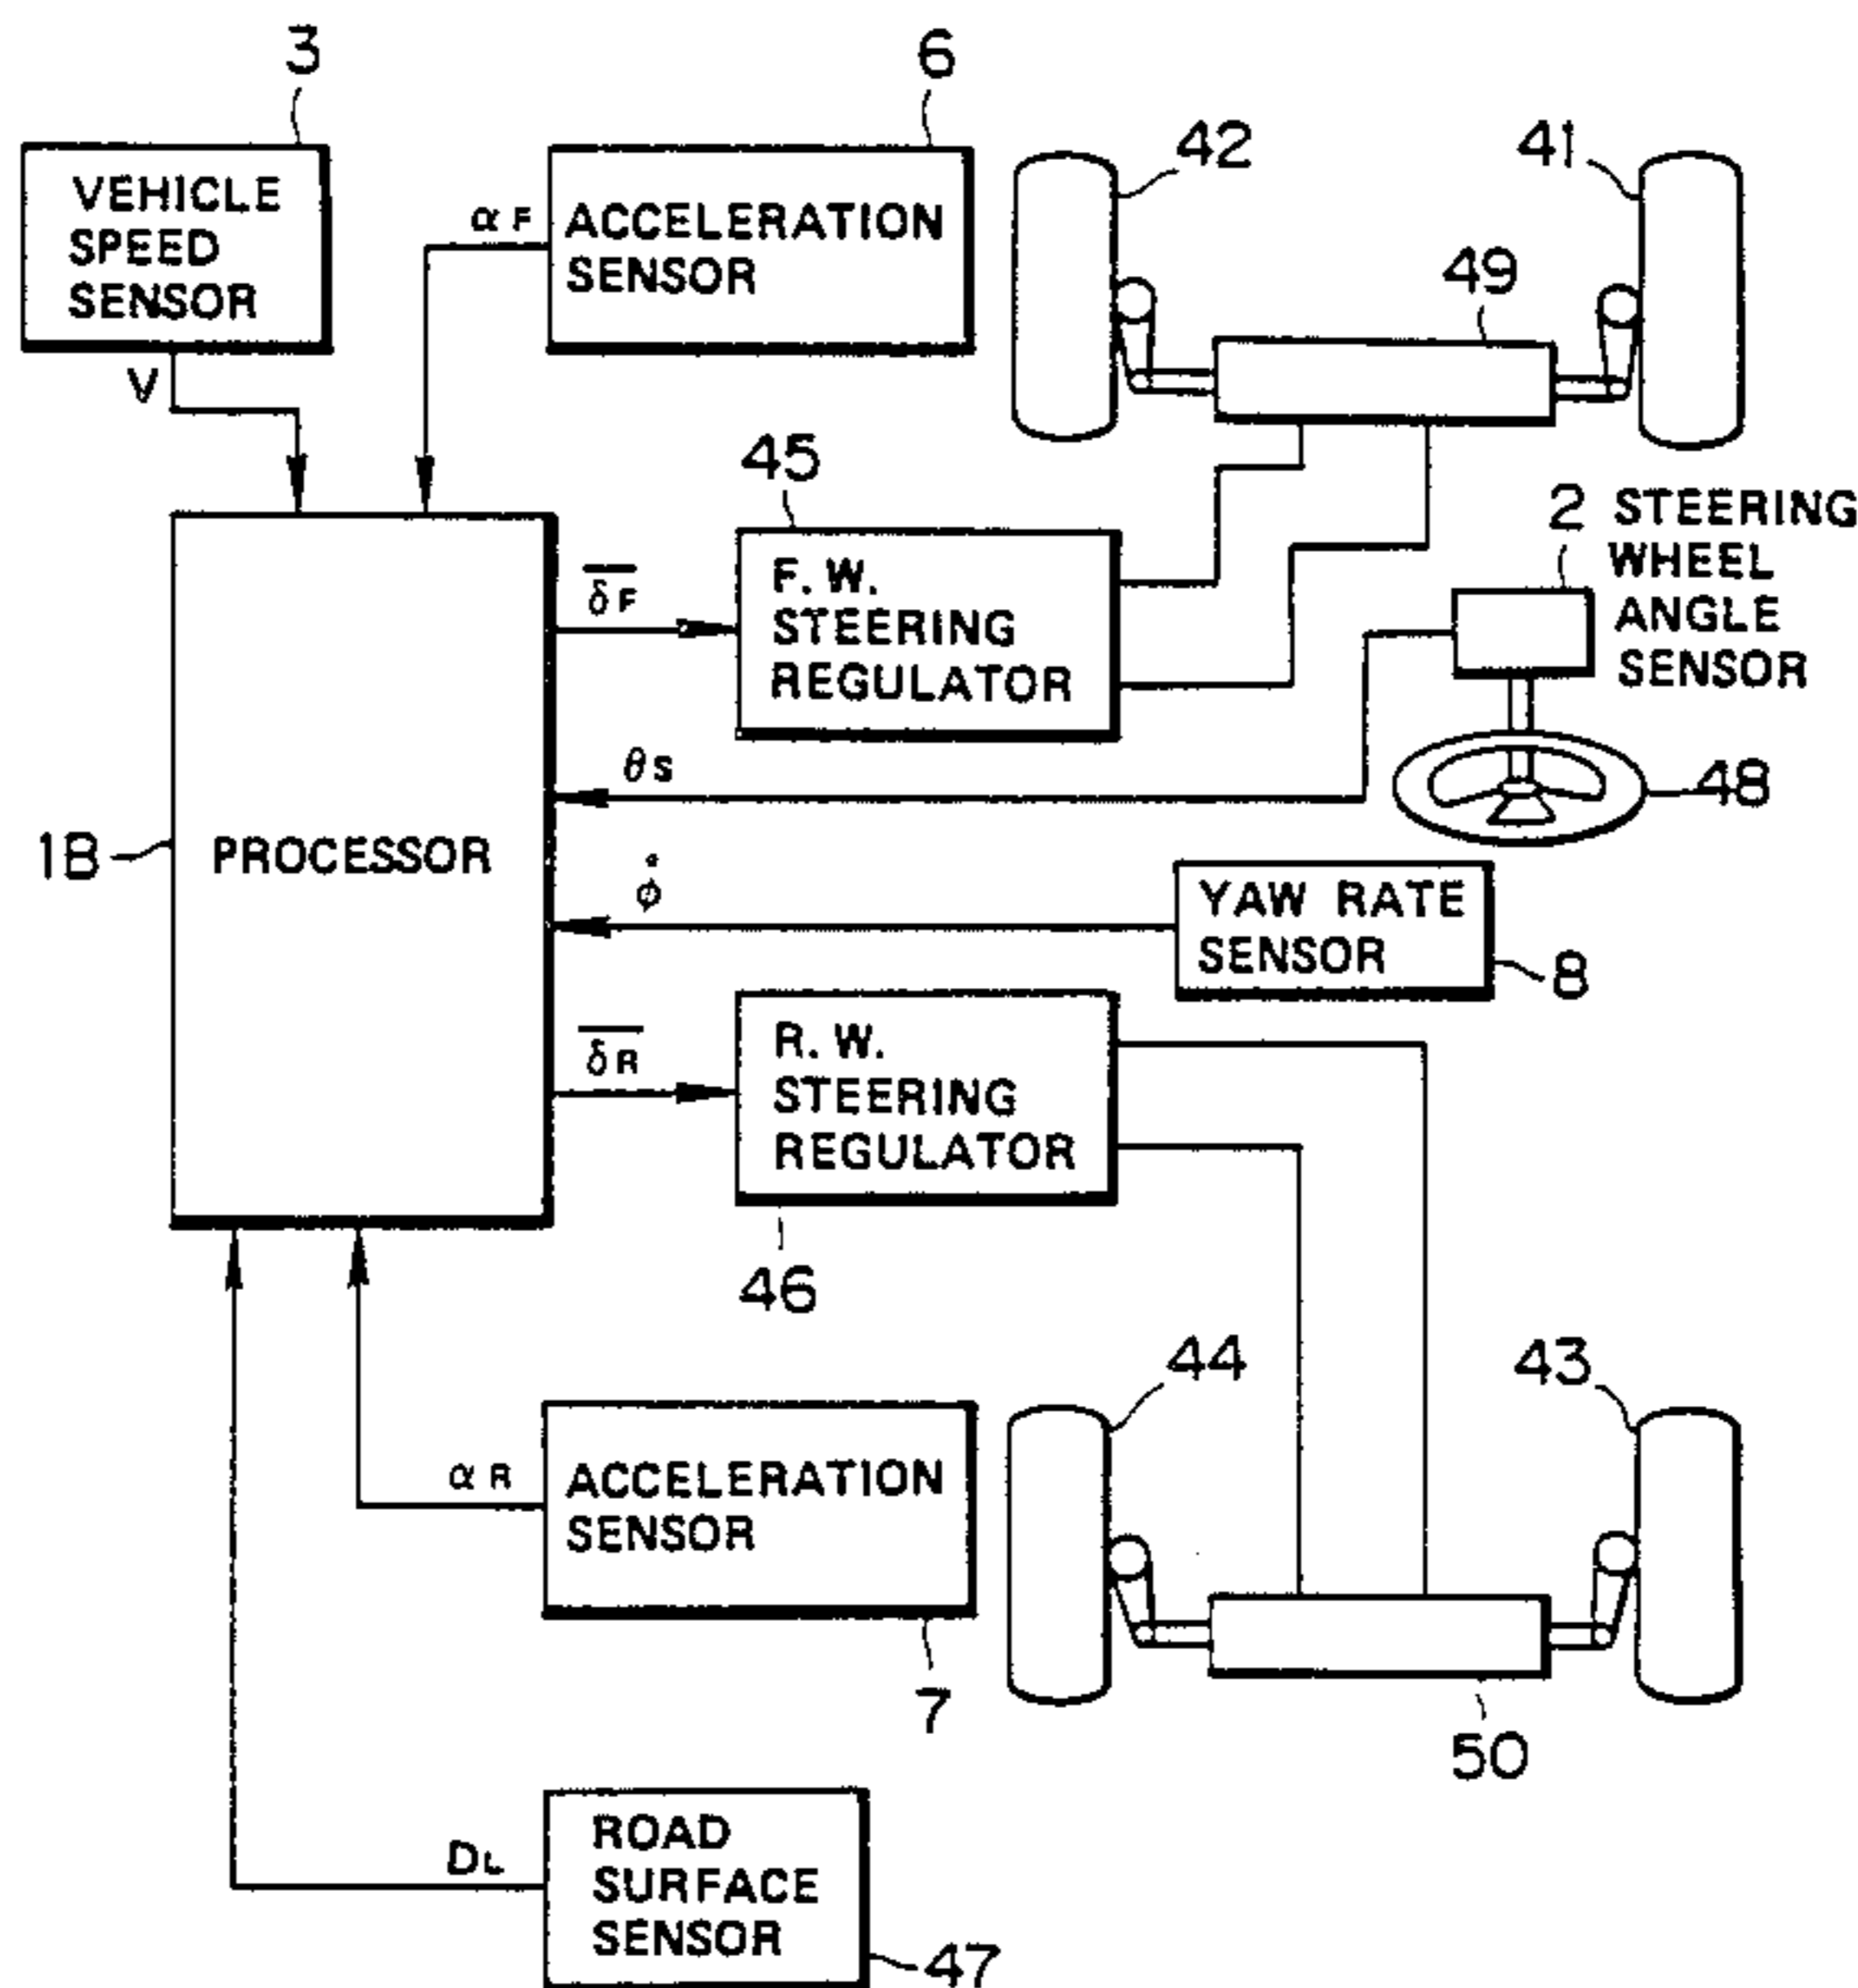 3
6
VEHICLE
SPEED
SENSOR
αF
ACCELERATION
SENSOR
42
41
49
V
45
2 STEERING
WHEEL
ANGLE
SENSOR
F. W.
STEERING
REGULATOR
δF
θS
48
1B
PROCESSOR
φ̇
YAW RATE
SENSOR
8
δR
R. W.
STEERING
REGULATOR
46
44
43
αR
ACCELERATION
SENSOR
7
50
DL
ROAD
SURFACE
SENSOR
47